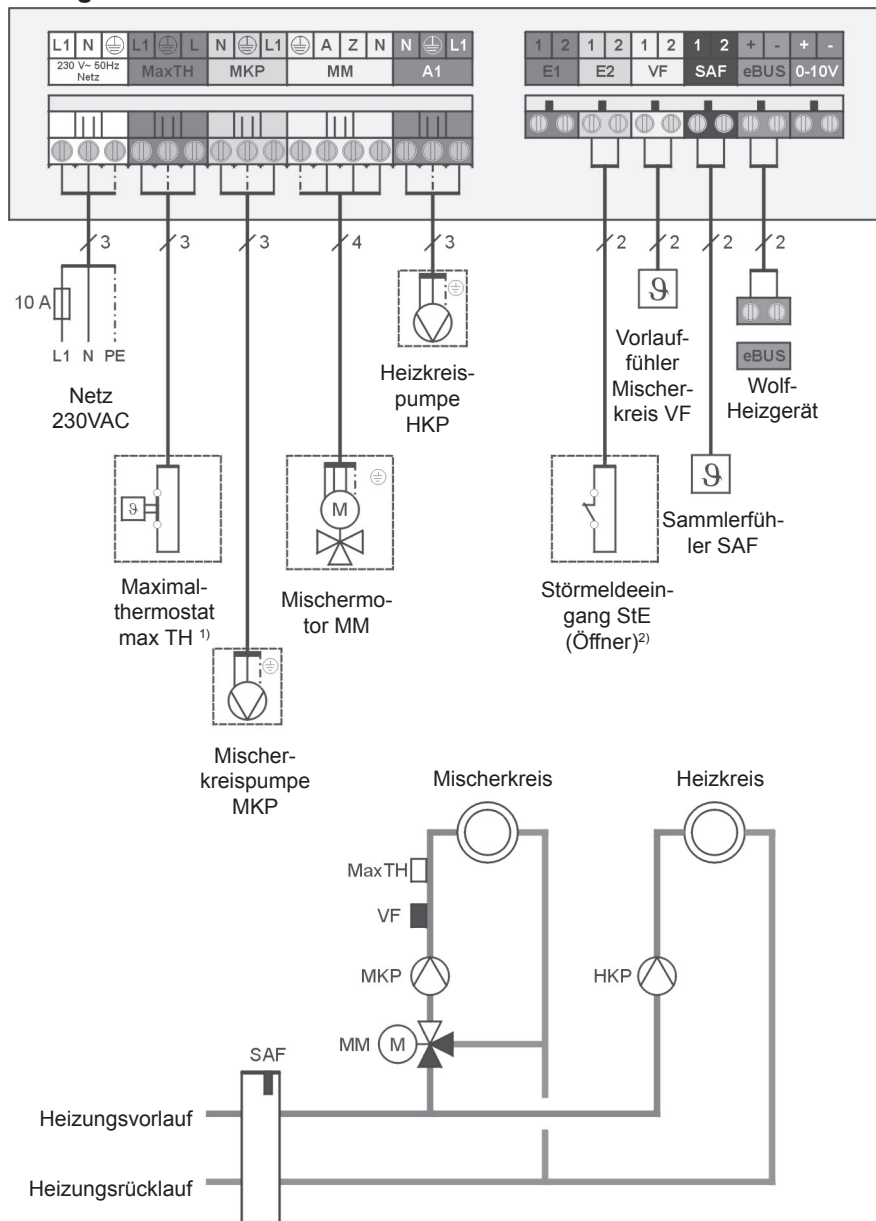 L1 N L1 L N L1 A Z N N L1
230 V~ 50Hz Netz MaxTH MKP MM A1
1 2 1 2 1 2 1 2 + - + -
E1 E2 VF SAF eBUS 0-10V
3 3 3 4 3 2 2 2 2
10 A
L1 N PE
Netz
230VAC
Heizkreis-
pumpe
HKP
ϑ
Vorlauf-
fühler
Mischer-
kreis VF
eBUS
Wolf-
Heizgerät
ϑ
Maximal-
thermostat
max TH 1)
M
Mischermo-
tor MM
Störmeldeein-
gang StE
(Öffner)2)
ϑ
Sammlerfüh-
ler SAF
Mischer-
kreispumpe
MKP
Mischerkreis
Heizkreis
MaxTH
VF
MKP
HKP
MM M
SAF
Heizungsvorlauf
Heizungsrücklauf